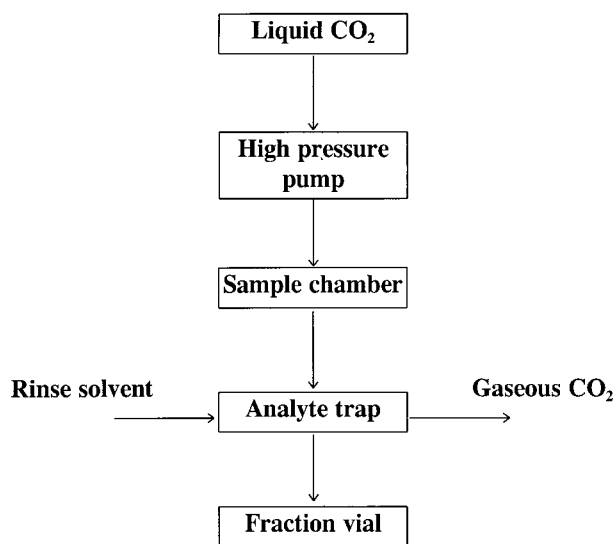 Liquid CO₂
High pressure
pump
Sample chamber
Rinse solvent
Gaseous CO₂
Analyte trap
Fraction vial